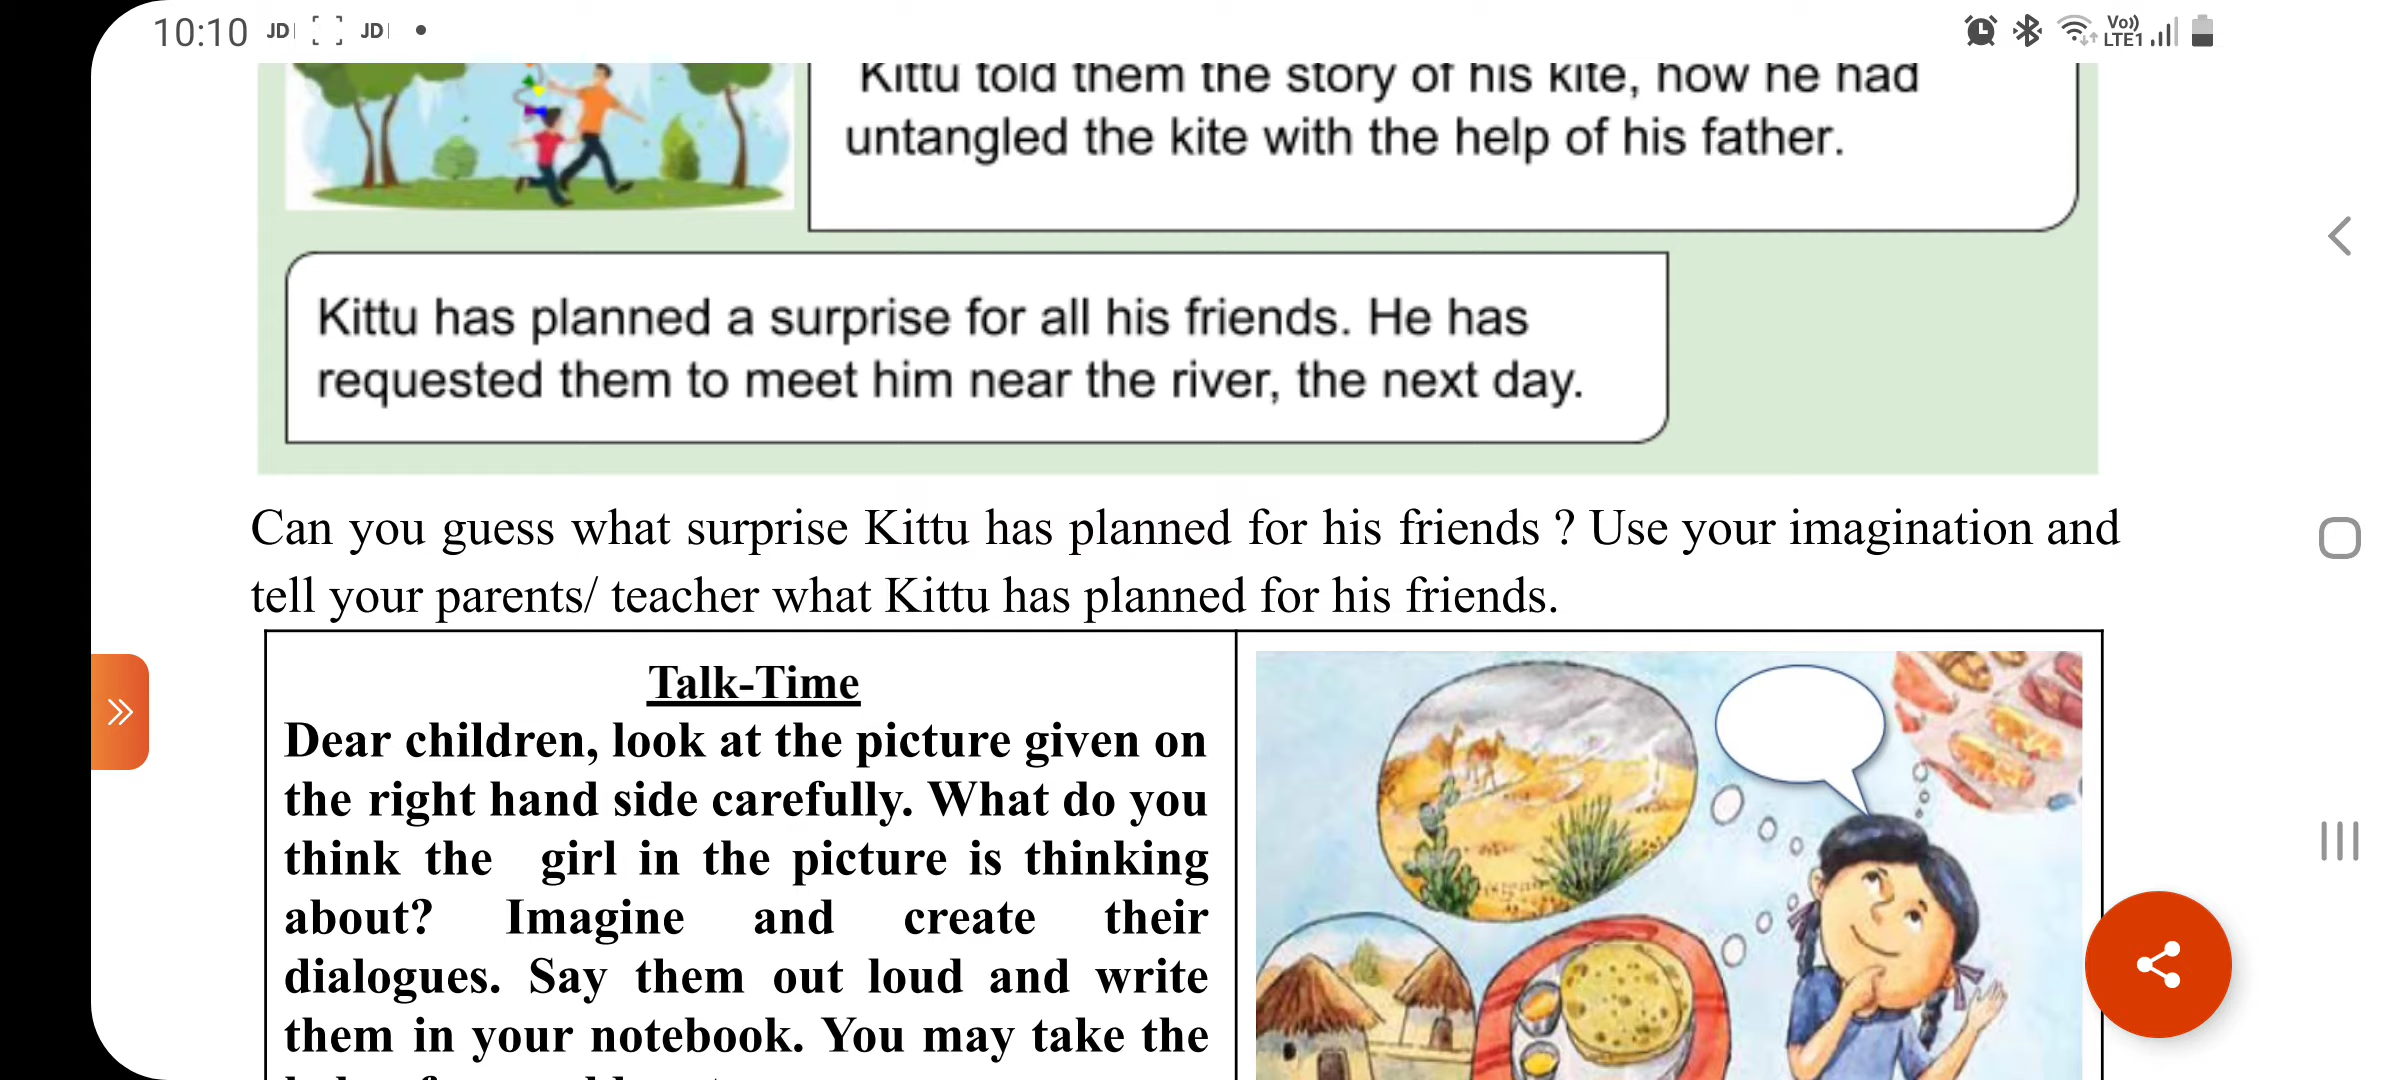 10:10 JD JD Vo)) LTE1
Kittu told them the story of his kite, how he had
untangled the kite with the help of his father.
Kittu has planned a surprise for all his friends. He has
requested them to meet him near the river, the next day.
Can you guess what surprise Kittu has planned for his friends ? Use your imagination and
tell your parents/ teacher what Kittu has planned for his friends.
Talk-Time
Dear children, look at the picture given on
the right hand side carefully. What do you
think the girl in the picture is thinking
about? Imagine and create their
dialogues. Say them out loud and write
them in your notebook. You may take the